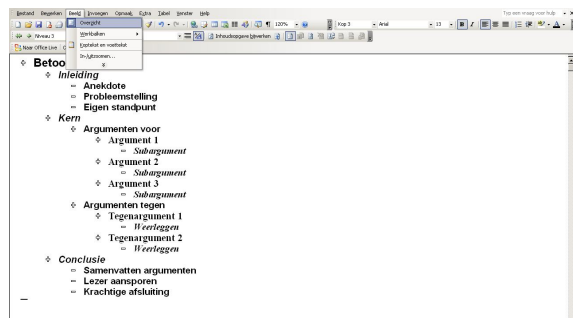 Bestand Bewerken Beeld Invoegen Opmaak Extra Tabel Venster Help Typ een vraag voor hulp
120% Kop 3 Arial 13 B I
Niveau 3 Inhoudsopgave bijwerken
Naar Office Live
Overzicht
Werkbalken
Koptekst en voettekst
In-/uitzoomen...
Betoo
Inleiding
Anekdote
Probleemstelling
Eigen standpunt
Kern
Argumenten voor
Argument 1
Subargument
Argument 2
Subargument
Argument 3
Subargument
Argumenten tegen
Tegenargument 1
Weerleggen
Tegenargument 2
Weerleggen
Conclusie
Samenvatten argumenten
Lezer aansporen
Krachtige afsluiting